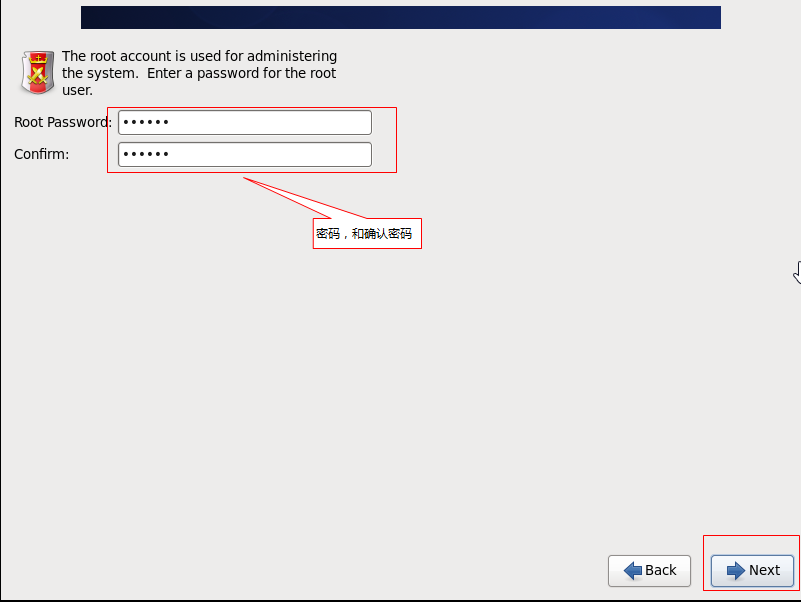 The root account is used for administering
the system.  Enter a password for the root
user.
Root Password: ••••••
Confirm: ••••••
密码，和确认密码
Back
Next